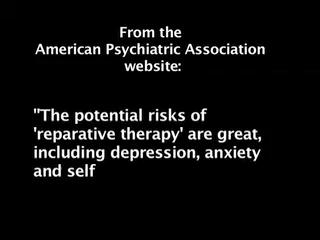 From the
American Psychiatric Association
website:
"The potential risks of
'reparative therapy' are great,
including depression, anxiety
and self